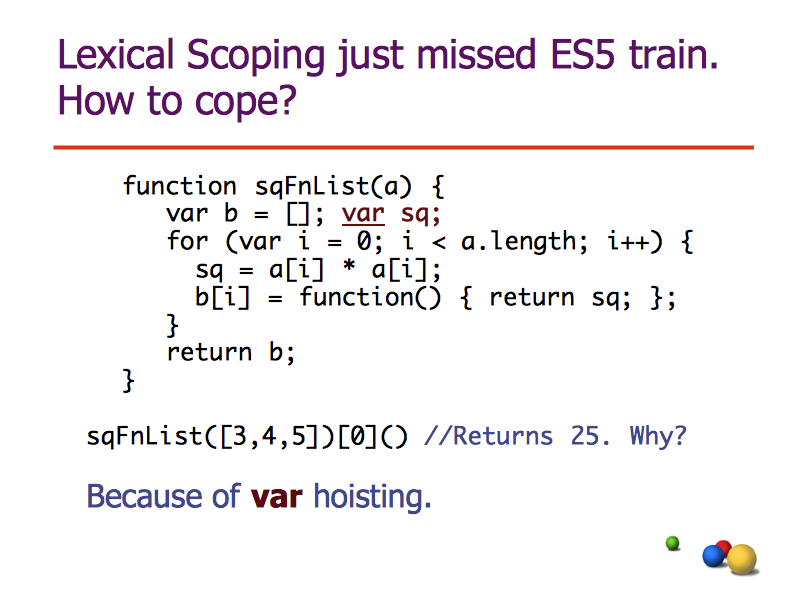 Lexical Scoping just missed ES5 train.
How to cope?
function sqFnList(a) {
var b = []; var sq;
for (var i = 0; i < a.length; i++) {
sq = a[i] * a[i];
b[i] = function() { return sq; };
}
return b;
}
sqFnList([3,4,5])[0]() //Returns 25. Why?
Because of var hoisting.